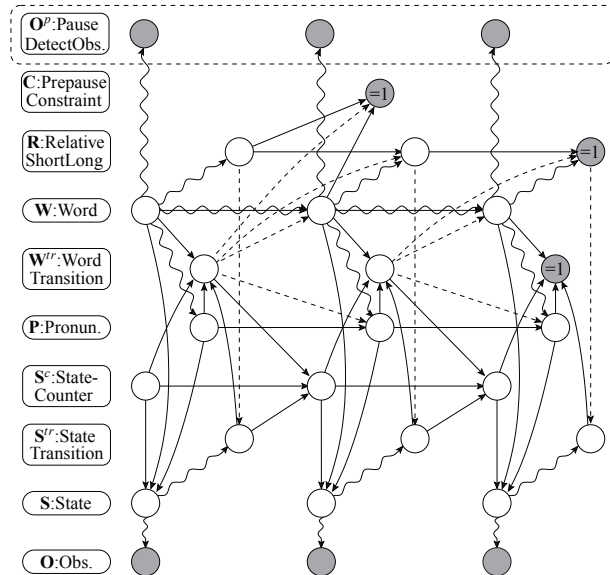 O^p:Pause
DetectObs.
C:Prepause
Constraint
=1
R:Relative
ShortLong
=1
W:Word
W^tr:Word
Transition
=1
P:Pronun.
S^c:State-
Counter
S^tr:State
Transition
S:State
O:Obs.